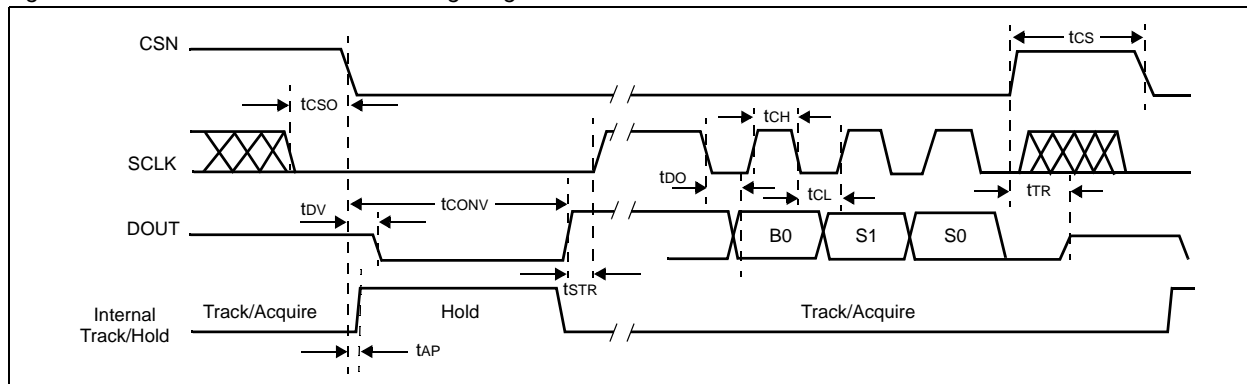 CSN
tCS
tCSO
tCH
SCLK
tDO
tCL
tTR
tDV
tCONV
DOUT
B0
S1
S0
tSTR
Track/Acquire
Hold
Track/Acquire
Internal
Track/Hold
tAP